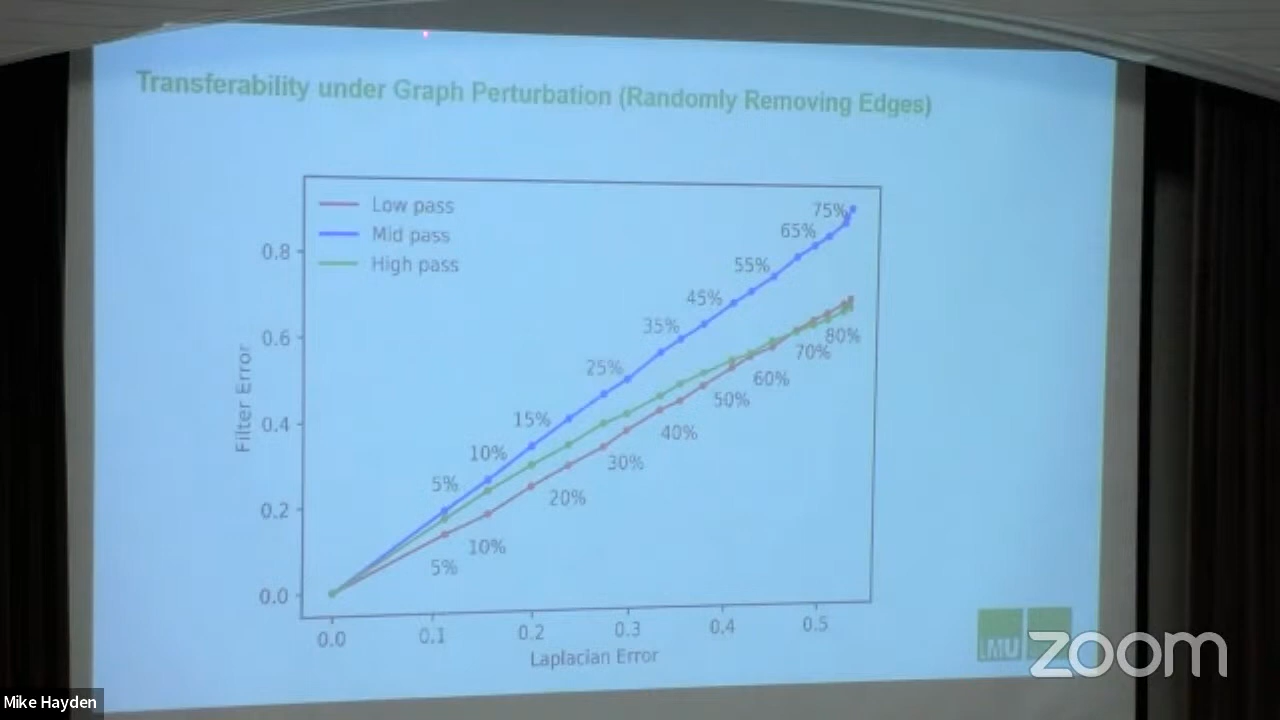 Transferability under Graph Perturbation (Randomly Removing Edges)
Low pass
Mid pass
High pass
75%
65%
0.8
55%
45%
35%
0.6
80%
70%
25%
60%
50%
Filter Error
0.4
15%
40%
10%
30%
5%
20%
0.2
10%
5%
0.0
0.0 0.1 0.2 0.3 0.4 0.5
Laplacian Error
LMU
zoom
Mike Hayden